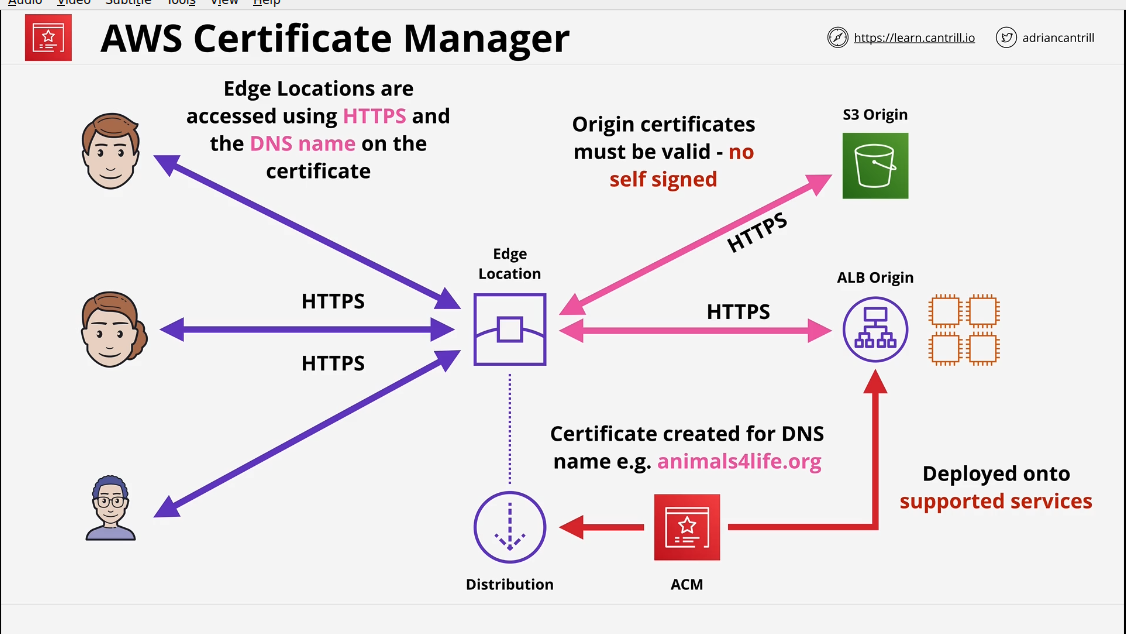 Audio Video Subtitle Tools View Help
AWS Certificate Manager
https://learn.cantrill.io
adriancantrill
Edge Locations are
accessed using HTTPS and
the DNS name on the
certificate
Origin certificates
must be valid - no
self signed
S3 Origin
HTTPS
Edge
Location
ALB Origin
HTTPS
HTTPS
HTTPS
Certificate created for DNS
name e.g. animals4life.org
Deployed onto
supported services
Distribution
ACM